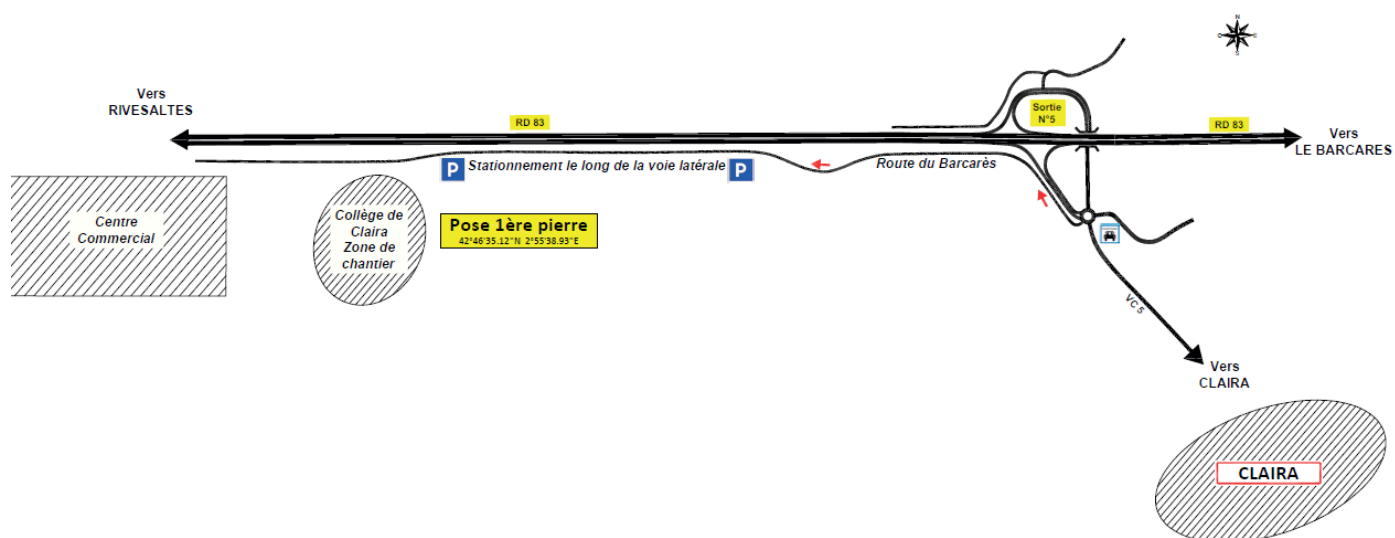 N
O
E
S
Vers
RIVESALTES
RD 83
Sortie
N°5
RD 83
Vers
LE BARCARES
P Stationnement le long de la voie latérale P
Route du Barcarès
Centre
Commercial
Collège de
Claira
Zone de
chantier
Pose 1ère pierre
42°46'35.12"N 2°55'38.93"E
VC 5
Vers
CLAIRA
CLAIRA